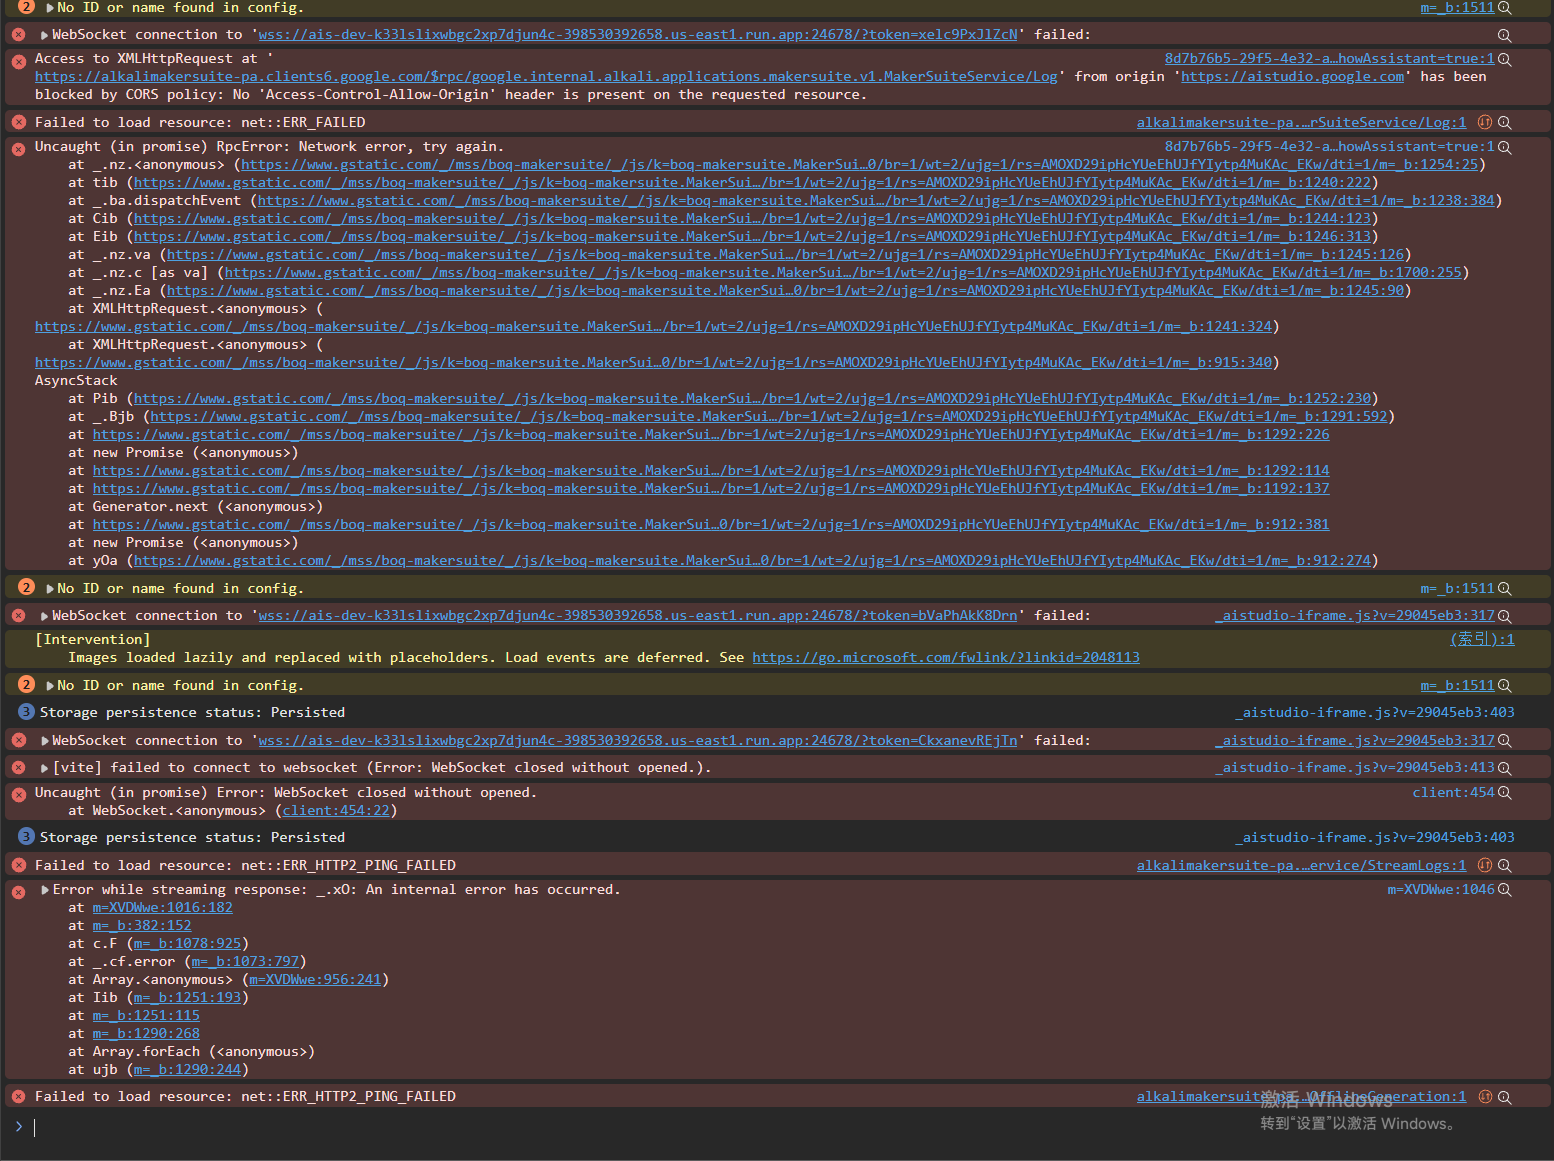 2 ▶No ID or name found in config. m=_b:1511
▶WebSocket connection to 'wss://ais-dev-k33lslixwbgc2xp7djun4c-398530392658.us-east1.run.app:24678/?token=xelc9PxJlZcN' failed:
Access to XMLHttpRequest at ' 8d7b76b5-29f5-4e32-a…howAssistant=true:1
https://alkalimakersuite-pa.clients6.google.com/$rpc/google.internal.alkali.applications.makersuite.v1.MakerSuiteService/Log' from origin 'https://aistudio.google.com' has been
blocked by CORS policy: No 'Access-Control-Allow-Origin' header is present on the requested resource.
Failed to load resource: net::ERR_FAILED alkalimakersuite-pa.…rSuiteService/Log:1
Uncaught (in promise) RpcError: Network error, try again. 8d7b76b5-29f5-4e32-a…howAssistant=true:1
at _.nz.<anonymous> (https://www.gstatic.com/_/mss/boq-makersuite/_/js/k=boq-makersuite.MakerSui…0/br=1/wt=2/ujg=1/rs=AMOXD29ipHcYUeEhUJfYIytp4MuKAc_EKw/dti=1/m=_b:1254:25)
at tib (https://www.gstatic.com/_/mss/boq-makersuite/_/js/k=boq-makersuite.MakerSui…/br=1/wt=2/ujg=1/rs=AMOXD29ipHcYUeEhUJfYIytp4MuKAc_EKw/dti=1/m=_b:1240:222)
at _.ba.dispatchEvent (https://www.gstatic.com/_/mss/boq-makersuite/_/js/k=boq-makersuite.MakerSui…/br=1/wt=2/ujg=1/rs=AMOXD29ipHcYUeEhUJfYIytp4MuKAc_EKw/dti=1/m=_b:1238:384)
at Cib (https://www.gstatic.com/_/mss/boq-makersuite/_/js/k=boq-makersuite.MakerSui…/br=1/wt=2/ujg=1/rs=AMOXD29ipHcYUeEhUJfYIytp4MuKAc_EKw/dti=1/m=_b:1244:123)
at Eib (https://www.gstatic.com/_/mss/boq-makersuite/_/js/k=boq-makersuite.MakerSui…/br=1/wt=2/ujg=1/rs=AMOXD29ipHcYUeEhUJfYIytp4MuKAc_EKw/dti=1/m=_b:1246:313)
at _.nz.va (https://www.gstatic.com/_/mss/boq-makersuite/_/js/k=boq-makersuite.MakerSui…/br=1/wt=2/ujg=1/rs=AMOXD29ipHcYUeEhUJfYIytp4MuKAc_EKw/dti=1/m=_b:1245:126)
at _.nz.c [as va] (https://www.gstatic.com/_/mss/boq-makersuite/_/js/k=boq-makersuite.MakerSui…/br=1/wt=2/ujg=1/rs=AMOXD29ipHcYUeEhUJfYIytp4MuKAc_EKw/dti=1/m=_b:1700:255)
at _.nz.Ea (https://www.gstatic.com/_/mss/boq-makersuite/_/js/k=boq-makersuite.MakerSui…0/br=1/wt=2/ujg=1/rs=AMOXD29ipHcYUeEhUJfYIytp4MuKAc_EKw/dti=1/m=_b:1245:90)
at XMLHttpRequest.<anonymous> (
https://www.gstatic.com/_/mss/boq-makersuite/_/js/k=boq-makersuite.MakerSui…/br=1/wt=2/ujg=1/rs=AMOXD29ipHcYUeEhUJfYIytp4MuKAc_EKw/dti=1/m=_b:1241:324)
at XMLHttpRequest.<anonymous> (
https://www.gstatic.com/_/mss/boq-makersuite/_/js/k=boq-makersuite.MakerSui…0/br=1/wt=2/ujg=1/rs=AMOXD29ipHcYUeEhUJfYIytp4MuKAc_EKw/dti=1/m=_b:915:340)
AsyncStack
at Pib (https://www.gstatic.com/_/mss/boq-makersuite/_/js/k=boq-makersuite.MakerSui…/br=1/wt=2/ujg=1/rs=AMOXD29ipHcYUeEhUJfYIytp4MuKAc_EKw/dti=1/m=_b:1252:230)
at _.Bjb (https://www.gstatic.com/_/mss/boq-makersuite/_/js/k=boq-makersuite.MakerSui…/br=1/wt=2/ujg=1/rs=AMOXD29ipHcYUeEhUJfYIytp4MuKAc_EKw/dti=1/m=_b:1291:592)
at https://www.gstatic.com/_/mss/boq-makersuite/_/js/k=boq-makersuite.MakerSui…/br=1/wt=2/ujg=1/rs=AMOXD29ipHcYUeEhUJfYIytp4MuKAc_EKw/dti=1/m=_b:1292:226
at new Promise (<anonymous>)
at https://www.gstatic.com/_/mss/boq-makersuite/_/js/k=boq-makersuite.MakerSui…/br=1/wt=2/ujg=1/rs=AMOXD29ipHcYUeEhUJfYIytp4MuKAc_EKw/dti=1/m=_b:1292:114
at https://www.gstatic.com/_/mss/boq-makersuite/_/js/k=boq-makersuite.MakerSui…/br=1/wt=2/ujg=1/rs=AMOXD29ipHcYUeEhUJfYIytp4MuKAc_EKw/dti=1/m=_b:1192:137
at Generator.next (<anonymous>)
at https://www.gstatic.com/_/mss/boq-makersuite/_/js/k=boq-makersuite.MakerSui…0/br=1/wt=2/ujg=1/rs=AMOXD29ipHcYUeEhUJfYIytp4MuKAc_EKw/dti=1/m=_b:912:381
at new Promise (<anonymous>)
at yOa (https://www.gstatic.com/_/mss/boq-makersuite/_/js/k=boq-makersuite.MakerSui…0/br=1/wt=2/ujg=1/rs=AMOXD29ipHcYUeEhUJfYIytp4MuKAc_EKw/dti=1/m=_b:912:274)
2 ▶No ID or name found in config. m=_b:1511
▶WebSocket connection to 'wss://ais-dev-k33lslixwbgc2xp7djun4c-398530392658.us-east1.run.app:24678/?token=bVaPhAkK8Drn' failed: _aistudio-iframe.js?v=29045eb3:317
[Intervention] (索引):1
Images loaded lazily and replaced with placeholders. Load events are deferred. See https://go.microsoft.com/fwlink/?linkid=2048113
2 ▶No ID or name found in config. m=_b:1511
3 Storage persistence status: Persisted _aistudio-iframe.js?v=29045eb3:403
▶WebSocket connection to 'wss://ais-dev-k33lslixwbgc2xp7djun4c-398530392658.us-east1.run.app:24678/?token=CkxanevREjTn' failed: _aistudio-iframe.js?v=29045eb3:317
▶[vite] failed to connect to websocket (Error: WebSocket closed without opened.). _aistudio-iframe.js?v=29045eb3:413
Uncaught (in promise) Error: WebSocket closed without opened. client:454
at WebSocket.<anonymous> (client:454:22)
3 Storage persistence status: Persisted _aistudio-iframe.js?v=29045eb3:403
Failed to load resource: net::ERR_HTTP2_PING_FAILED alkalimakersuite-pa.…ervice/StreamLogs:1
▶Error while streaming response: _.xO: An internal error has occurred. m=XVDWwe:1046
at m=XVDWwe:1016:182
at m=_b:382:152
at c.F (m=_b:1078:925)
at _.cf.error (m=_b:1073:797)
at Array.<anonymous> (m=XVDWwe:956:241)
at Iib (m=_b:1251:193)
at m=_b:1251:115
at m=_b:1290:268
at Array.forEach (<anonymous>)
at ujb (m=_b:1290:244)
Failed to load resource: net::ERR_HTTP2_PING_FAILED alkalimakersuite-pa.…OfflineGeneration:1
激活 Windows
转到"设置"以激活 Windows。